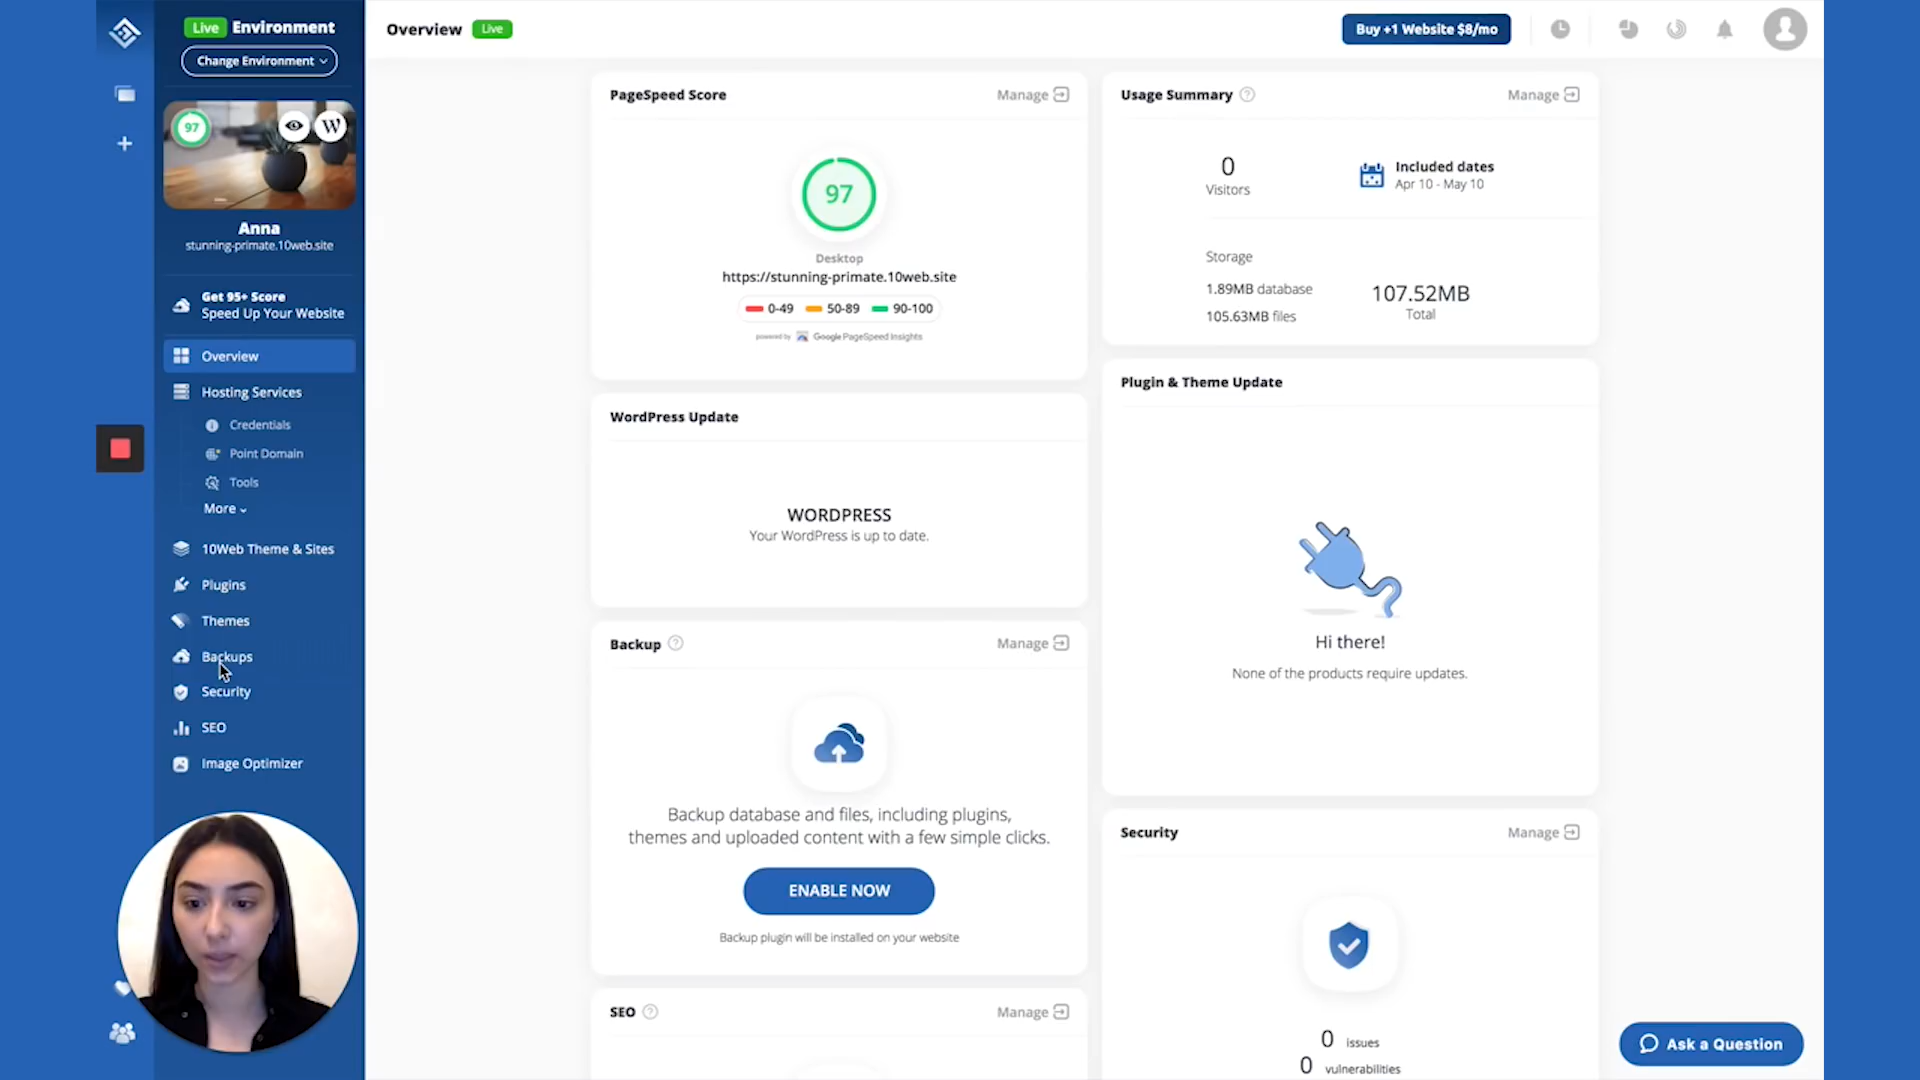 Live Environment
Change Environment
97
W
Anna
stunning-primate.10web.site
Get 95+ Score
Speed Up Your Website
Overview
Hosting Services
Credentials
Point Domain
Tools
More
10Web Theme & Sites
Plugins
Themes
Backups
Security
SEO
Image Optimizer
Overview Live
Buy +1 Website $8/mo
PageSpeed Score
Manage
97
Desktop
https://stunning-primate.10web.site
0-49 50-89 90-100
powered by Google PageSpeed Insights
WordPress Update
WORDPRESS
Your WordPress is up to date.
Backup ?
Manage
Backup database and files, including plugins,
themes and uploaded content with a few simple clicks.
ENABLE NOW
Backup plugin will be installed on your website
SEO ?
Manage
Usage Summary ?
Manage
0
Visitors
Included dates
Apr 10 - May 10
Storage
1.89MB database
105.63MB files
107.52MB
Total
Plugin & Theme Update
Hi there!
None of the products require updates.
Security
Manage
0 issues
0 vulnerabilities
Ask a Question